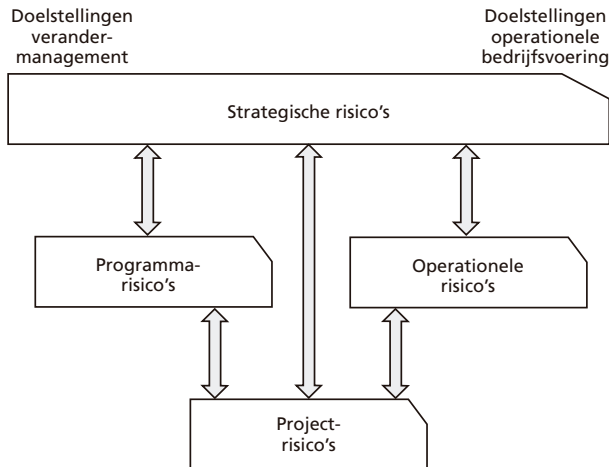 Doelstellingen
verander-
management
Doelstellingen
operationele
bedrijfsvoering
Strategische risico's
Programma-
risico's
Operationele
risico's
Project-
risico's